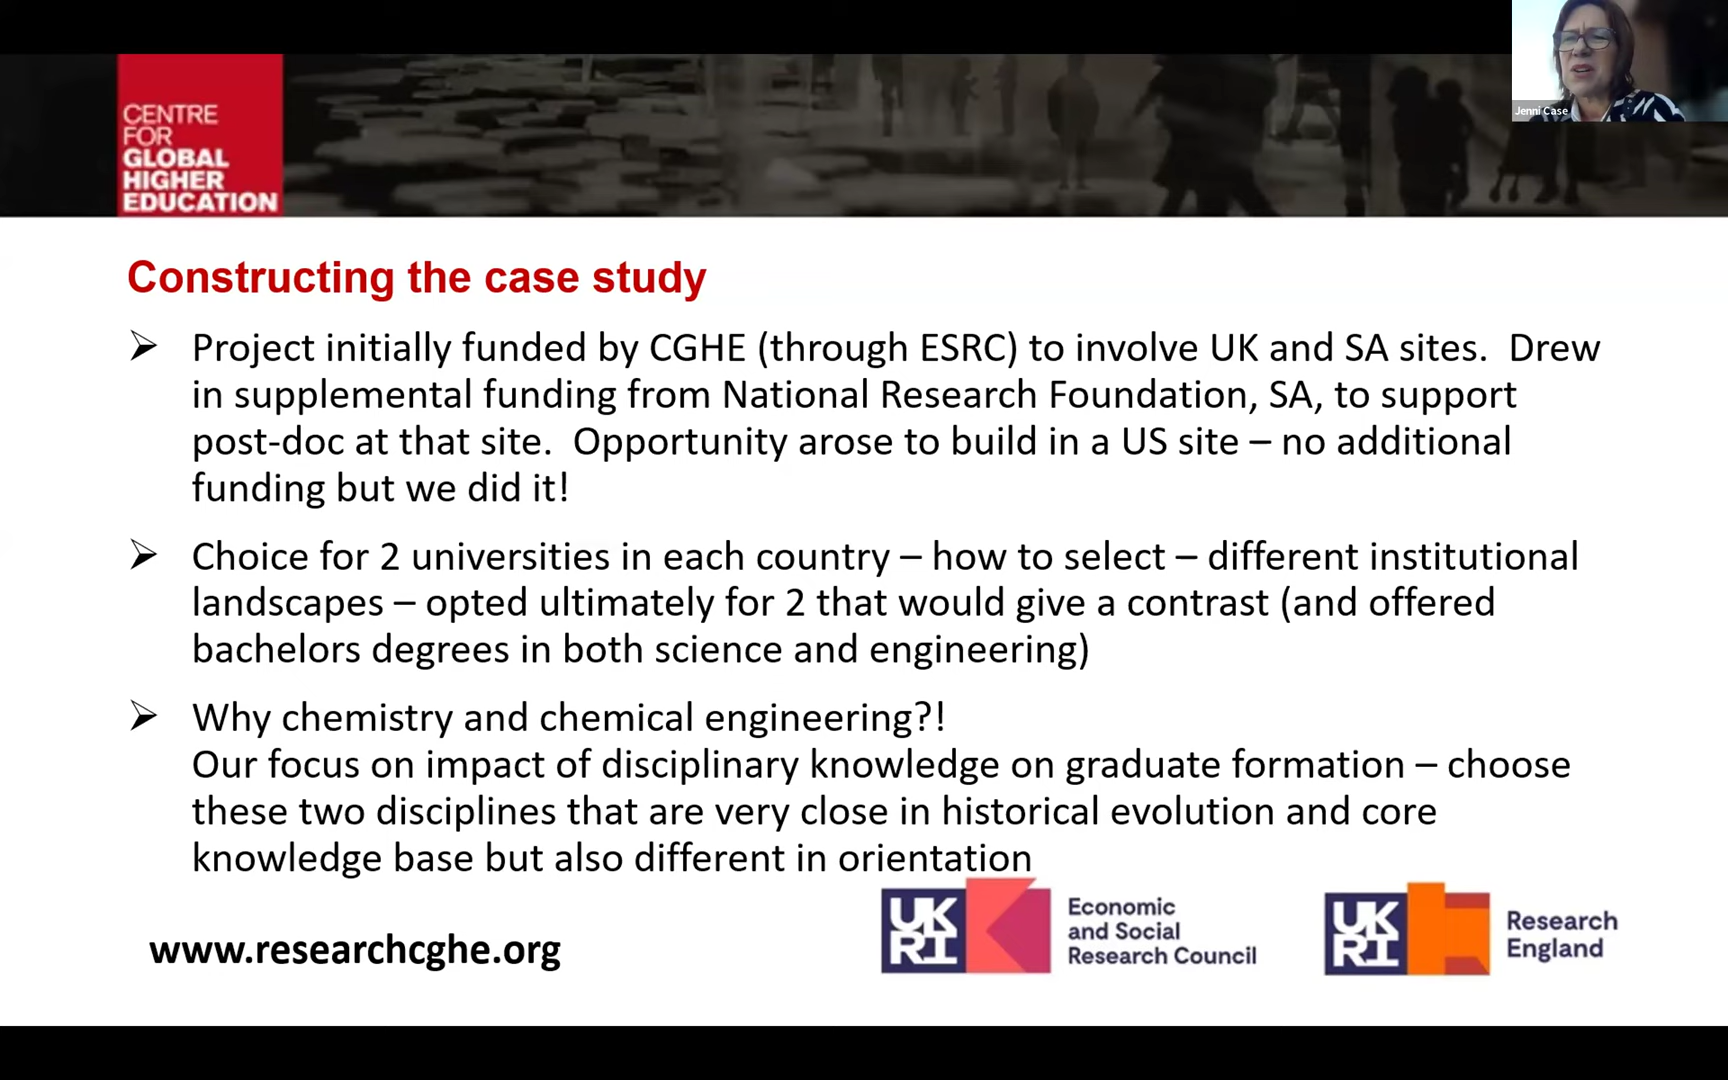 Jenni Case
CENTRE
FOR
GLOBAL
HIGHER
EDUCATION
Constructing the case study
➢ Project initially funded by CGHE (through ESRC) to involve UK and SA sites.  Drew
in supplemental funding from National Research Foundation, SA, to support
post-doc at that site.  Opportunity arose to build in a US site – no additional
funding but we did it!
➢ Choice for 2 universities in each country – how to select – different institutional
landscapes – opted ultimately for 2 that would give a contrast (and offered
bachelors degrees in both science and engineering)
➢ Why chemistry and chemical engineering?!
Our focus on impact of disciplinary knowledge on graduate formation – choose
these two disciplines that are very close in historical evolution and core
knowledge base but also different in orientation
www.researchcghe.org
UK
RI
Economic
and Social
Research Council
UK
RI
Research
England